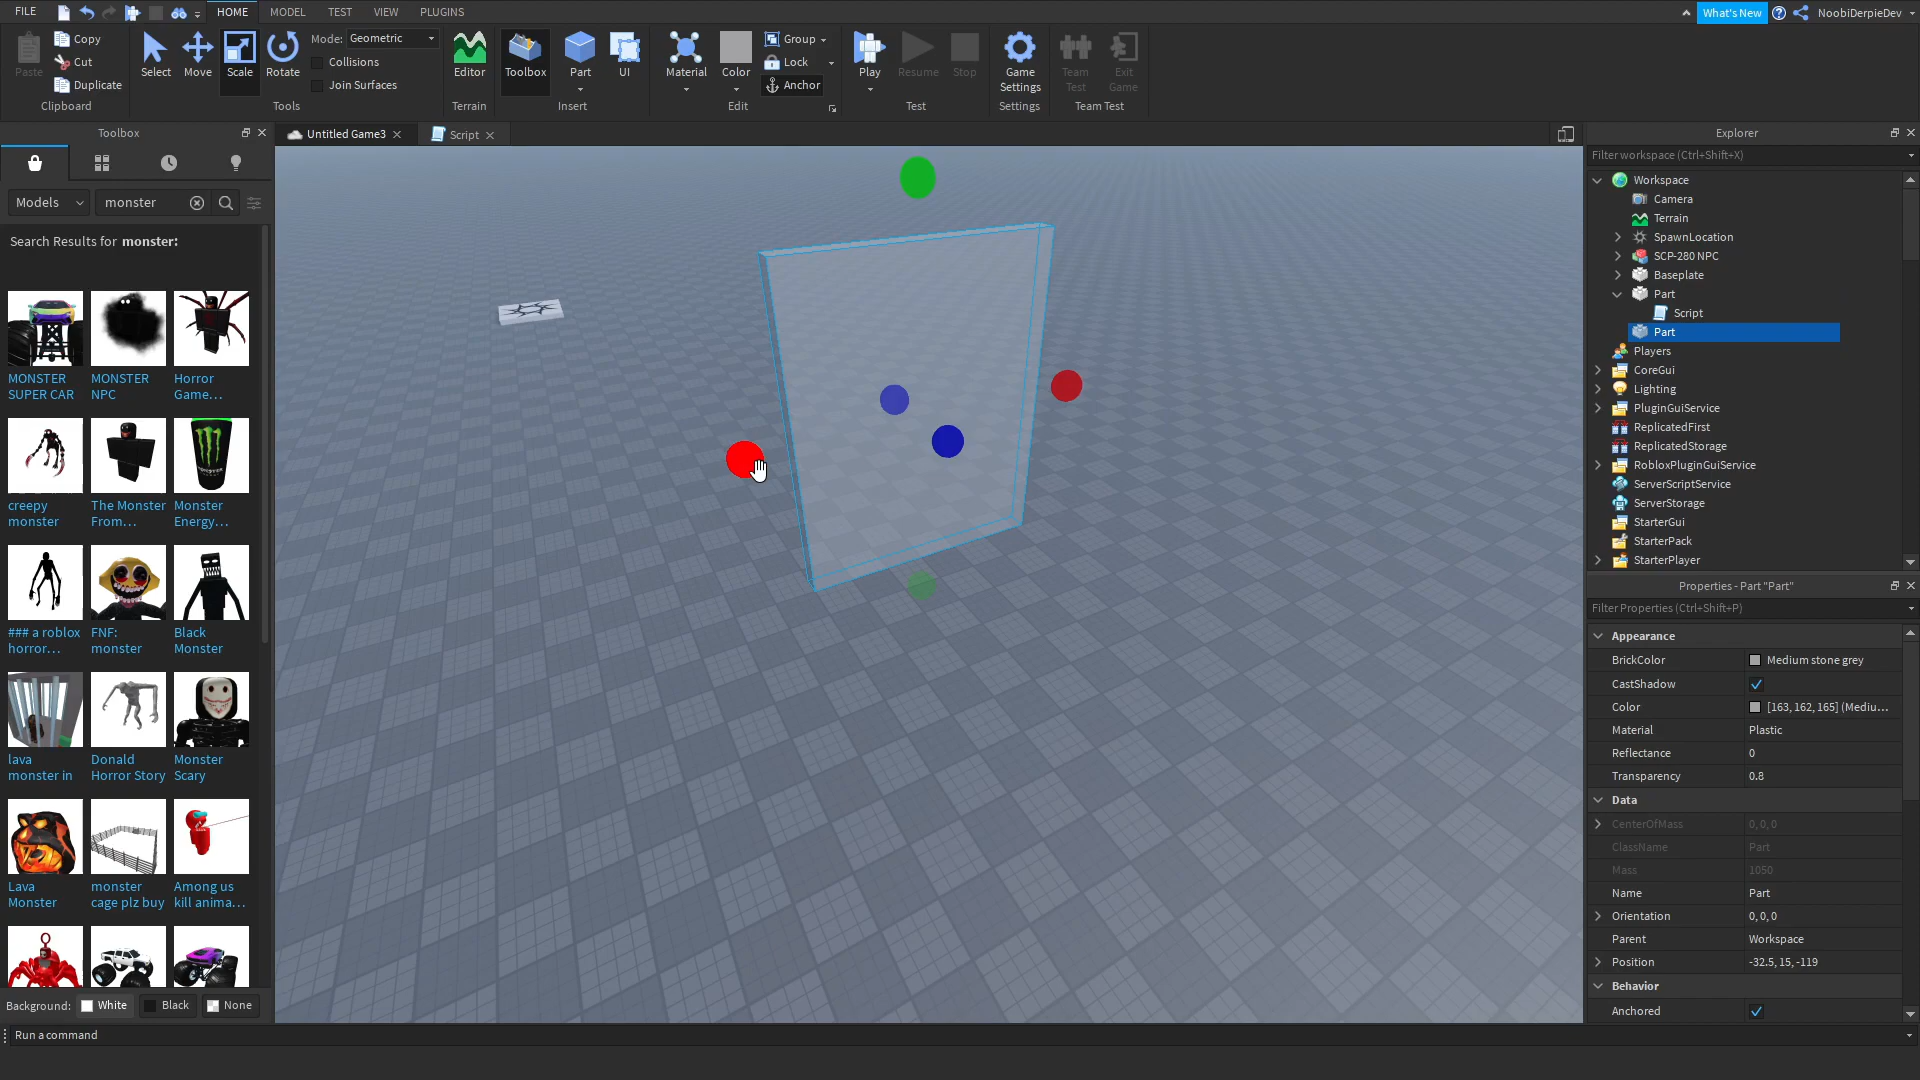 FILE
HOME
MODEL
TEST
VIEW
PLUGINS
What's New
NoobiDerpieDev
Paste
Copy
Cut
Duplicate
Clipboard
Select
Move
Scale
Rotate
Mode: Geometric
Collisions
Join Surfaces
Tools
Editor
Terrain
Toolbox
Part
UI
Insert
Material
Color
Group
Lock
Anchor
Edit
Play
Resume
Stop
Test
Game
Settings
Settings
Team
Test
Exit
Game
Team Test
Toolbox
Untitled Game3
Script
Models
monster
Search Results for monster:
MONSTER
SUPER CAR
MONSTER
NPC
Horror
Game...
creepy
monster
The Monster
From...
Monster
Energy...
### a roblox
horror...
FNF:
monster
Black
Monster
lava
monster in
Donald
Horror Story
Monster
Scary
Lava
Monster
monster
cage plz buy
Among us
kill anima...
Background:
White
Black
None
Run a command
Explorer
Filter workspace (Ctrl+Shift+X)
Workspace
Camera
Terrain
SpawnLocation
SCP-280 NPC
Baseplate
Part
Script
Part
Players
CoreGui
Lighting
PluginGuiService
ReplicatedFirst
ReplicatedStorage
RobloxPluginGuiService
ServerScriptService
ServerStorage
StarterGui
StarterPack
StarterPlayer
Properties - Part "Part"
Filter Properties (Ctrl+Shift+P)
Appearance
BrickColor Medium stone grey
CastShadow
Color [163, 162, 165] (Mediu...
Material Plastic
Reflectance 0
Transparency 0.8
Data
CenterOfMass 0, 0, 0
ClassName Part
Mass 1050
Name Part
Orientation 0, 0, 0
Parent Workspace
Position -32.5, 15, -119
Behavior
Anchored